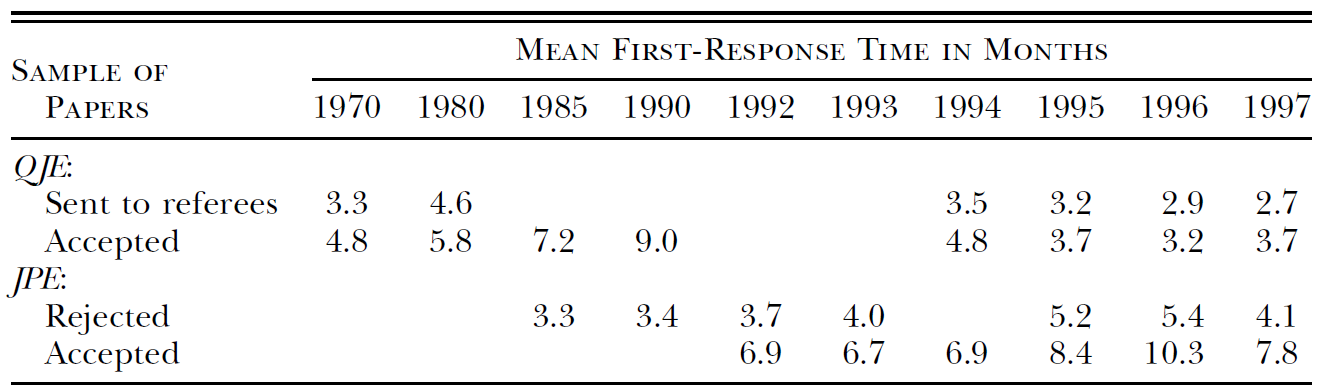 MEAN FIRST-RESPONSE TIME IN MONTHS
SAMPLE OF
PAPERS 1970 1980 1985 1990 1992 1993 1994 1995 1996 1997
QJE:
Sent to referees 3.3 4.6 3.5 3.2 2.9 2.7
Accepted 4.8 5.8 7.2 9.0 4.8 3.7 3.2 3.7
JPE:
Rejected 3.3 3.4 3.7 4.0 5.2 5.4 4.1
Accepted 6.9 6.7 6.9 8.4 10.3 7.8